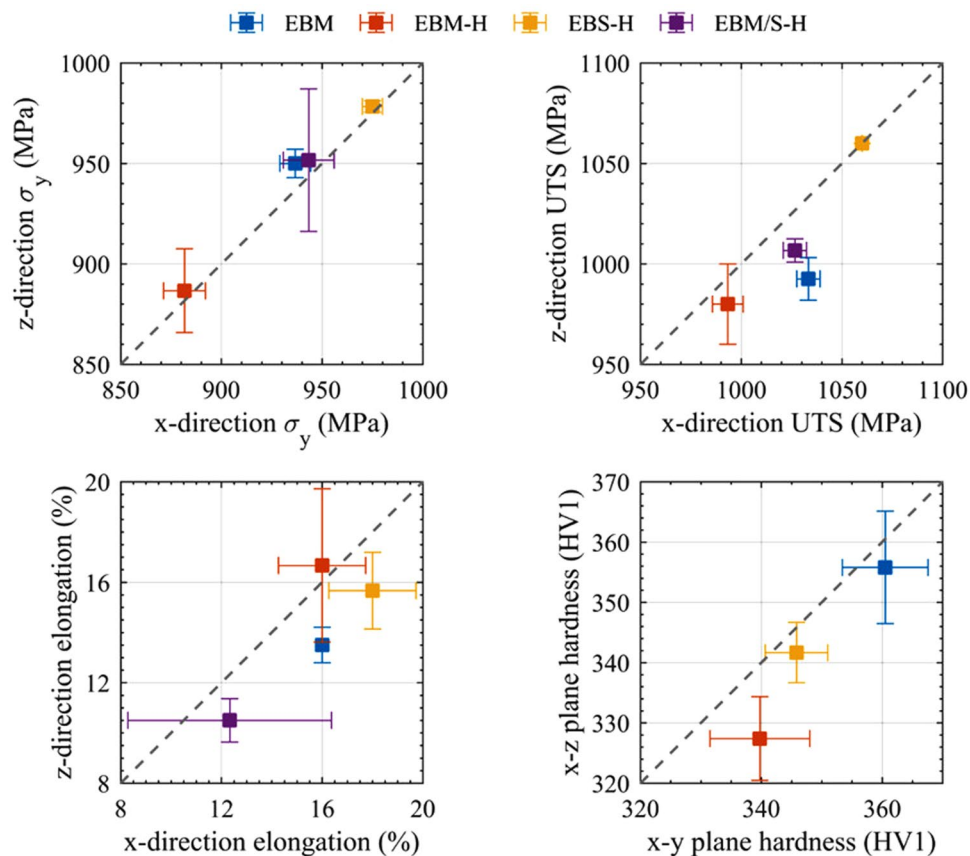 EBM EBM-H EBS-H EBM/S-H
1000
950
900
850
z-direction σy (MPa)
850 900 950 1000
x-direction σy (MPa)
1100
1050
1000
950
z-direction UTS (MPa)
950 1000 1050 1100
x-direction UTS (MPa)
20
16
12
8
z-direction elongation (%)
8 12 16 20
x-direction elongation (%)
370
360
350
340
330
320
x-z plane hardness (HV1)
320 340 360
x-y plane hardness (HV1)